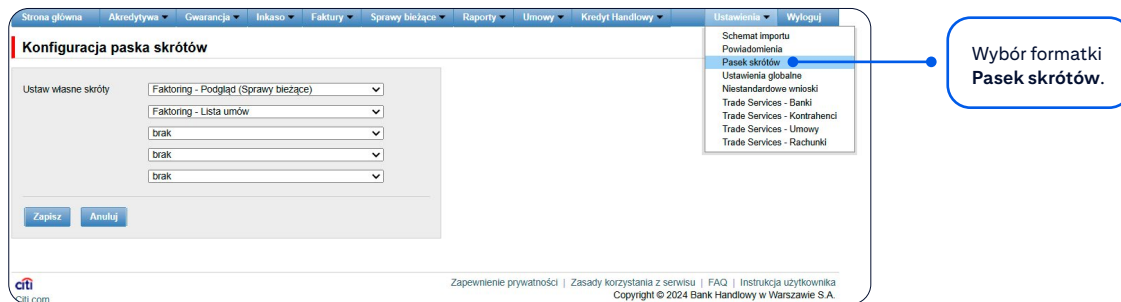 Strona główna Akredytywa Gwarancja Inkaso Faktury Sprawy bieżące Raporty Umowy Kredyt Handlowy Ustawienia Wyloguj
Konfiguracja paska skrótów
Schemat importu
Powiadomienia
Pasek skrótów
Ustawienia globalne
Niestandardowe wnioski
Trade Services - Banki
Trade Services - Kontrahenci
Trade Services - Umowy
Trade Services - Rachunki
Wybór formatki
Pasek skrótów.
Ustaw własne skróty Faktoring - Podgląd (Sprawy bieżące)
Faktoring - Lista umów
brak
brak
brak
Zapisz Anuluj
citi
Citi.com
Zapewnienie prywatności | Zasady korzystania z serwisu | FAQ | Instrukcja użytkownika
Copyright © 2024 Bank Handlowy w Warszawie S.A.